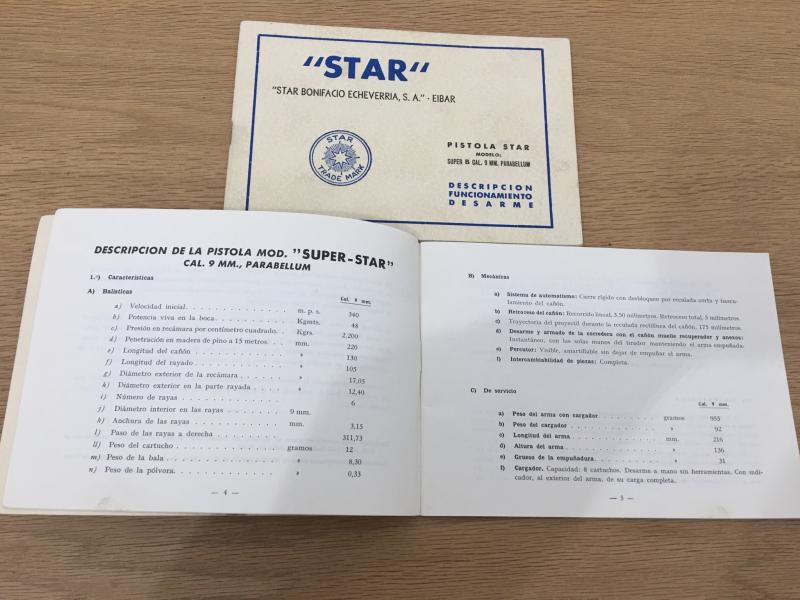 "STAR"
"STAR BONIFACIO ECHEVERRIA, S. A." - EIBAR
STAR
TRADE MARK
PISTOLA STAR
MODELO:
SUPER B CAL. 9 MM. PARABELLUM
DESCRIPCION
FUNCIONAMIENTO
DESARME
DESCRIPCION DE LA PISTOLA MOD. "SUPER-STAR"
CAL. 9 MM., PARABELLUM
1.º) Características
A) Balísticas
Cal. 9 mm.
a) Velocidad inicial. . . . . . . . . . . . . m. p. s. 340
b) Potencia viva en la boca. . . . . . . . . . Kgmts. 48
c) Presión en recámara por centímetro cuadrado. . . Kgrs. 2.200
d) Penetración en madera de pino a 15 metros. . . mm. 220
e) Longitud del cañón . . . . . . . . . . . . » 130
f) Longitud del rayado . . . . . . . . . . . . » 105
g) Diámetro exterior de la recámara . . . . . . . » 17,05
h) Diámetro exterior en la parte rayada . . . . . . » 12,40
i) Número de rayas . . . . . . . . . . . . . 6
j) Diámetro interior en las rayas . . . . . . . 9 mm.
k) Anchura de las rayas . . . . . . . . . . . mm. 3,15
l) Paso de las rayas a derecha . . . . . . . . . 311,73
ll) Peso del cartucho . . . . . . . . . . . gramos 12
m) Peso de la bala . . . . . . . . . . . . . » 8,30
n) Peso de la pólvora. . . . . . . . . . . . . » 0,33
— 4 —
B) Mecánicas
a) Sistema de automatismo: Cierre rígido con desbloqueo por reculada corta y bascu-
lamiento del cañón.
b) Retroceso del cañón: Recorrido lineal, 3,50 milímetros. Retroceso total, 5 milímetros.
c) Trayectoria del proyectil durante la reculada rectilínea del cañón, 175 milímetros.
d) Desarme y armado de la corredera con el cañón muelle recuperador y anexos:
Instantáneo, con las solas manos del tirador manteniendo el arma empuñada.
e) Percutor: Visible, amartillable sin dejar de empuñar el arma.
f) Intercambiabilidad de piezas: Completa.
C) De servicio
Cal. 9 mm.
a) Peso del arma con cargador. . . . . . . . . gramos 955
b) Peso del cargador . . . . . . . . . . . . » 92
c) Longitud del arma . . . . . . . . . . . . mm. 216
d) Altura del arma . . . . . . . . . . . . . » 136
e) Grueso de la empuñadura. . . . . . . . . . » 31
f) Cargador. Capacidad: 8 cartuchos. Desarme a mano sin herramientas. Con indi-
cador, al exterior del arma, de su carga completa.
— 5 —